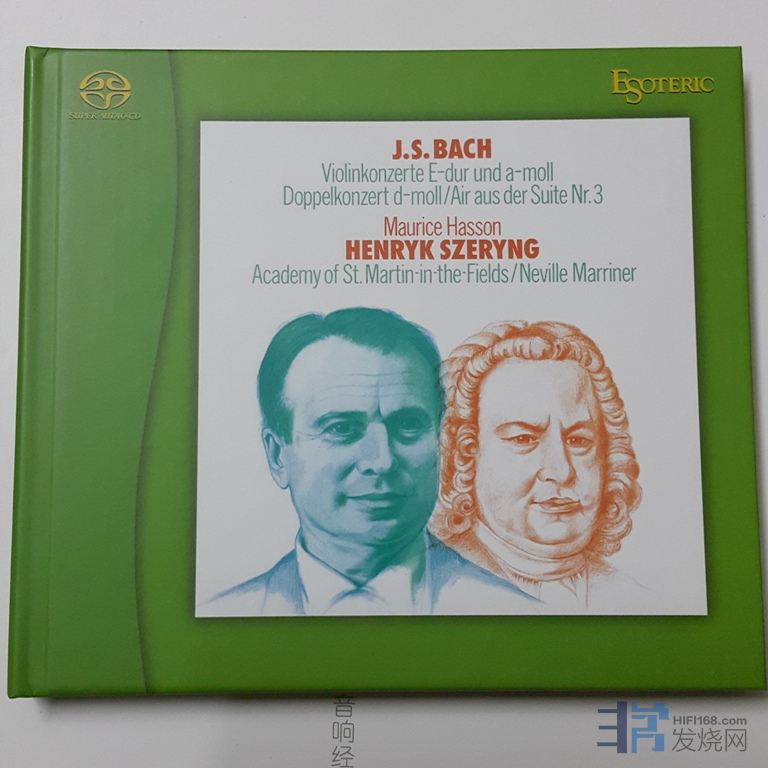 SUPER AUDIO CD
ESOTERIC
J.S. BACH
Violinkonzerte E-dur und a-moll
Doppelkonzert d-moll/Air aus der Suite Nr. 3
Maurice Hasson
HENRYK SZERYNG
Academy of St. Martin-in-the-Fields/Neville Marriner
音响经
HIFI168.com
发烧网